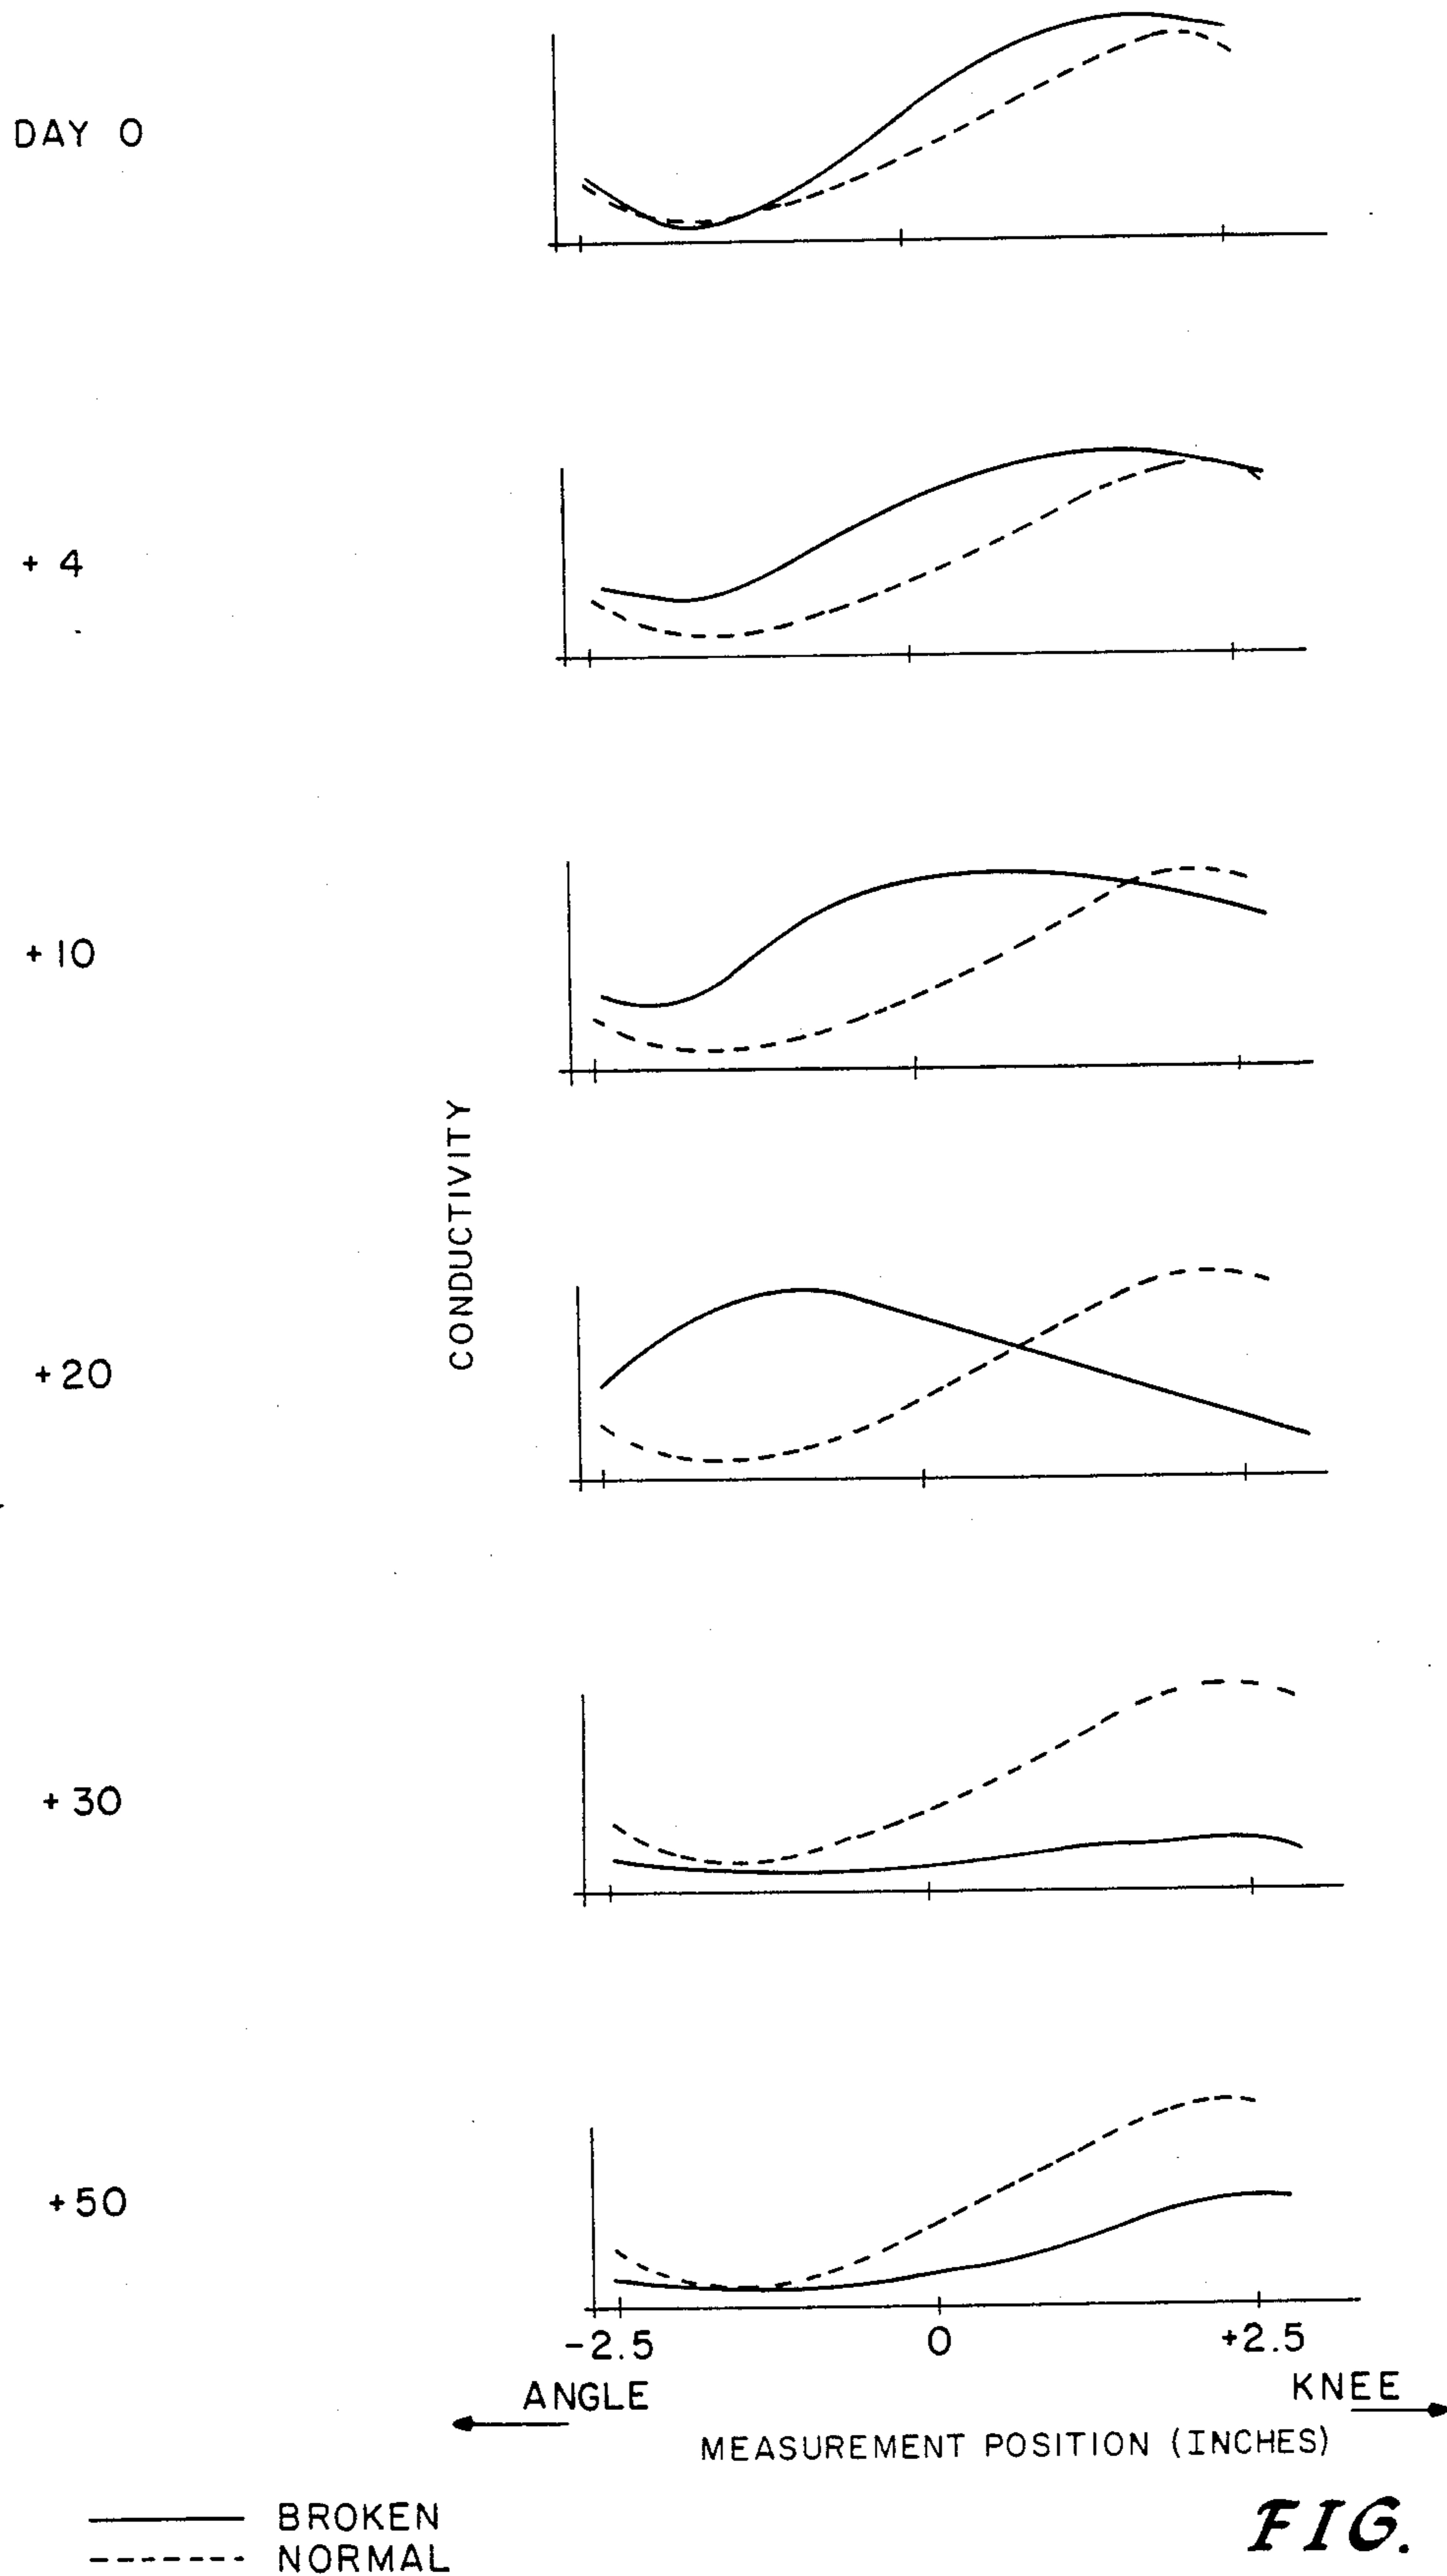 DAY 0
+ 4
+ 10
CONDUCTIVITY
+20
+ 30
+50
-2.5 0 +2.5
ANGLE KNEE
MEASUREMENT POSITION (INCHES)
BROKEN
NORMAL
FIG.